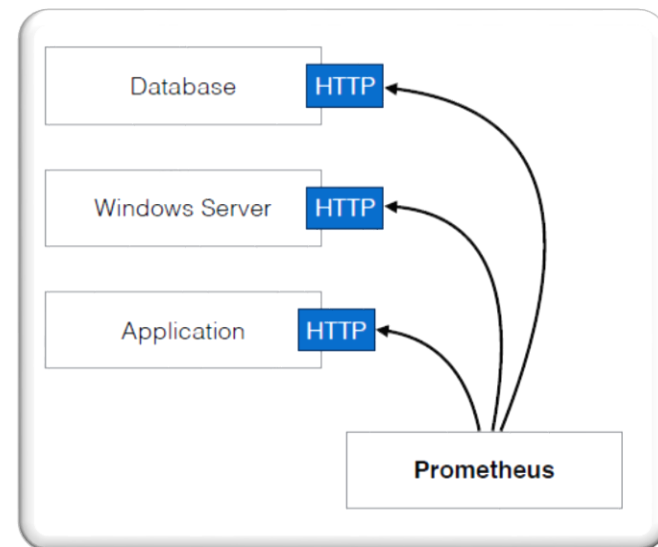 Database HTTP
Windows Server HTTP
Application HTTP
Prometheus